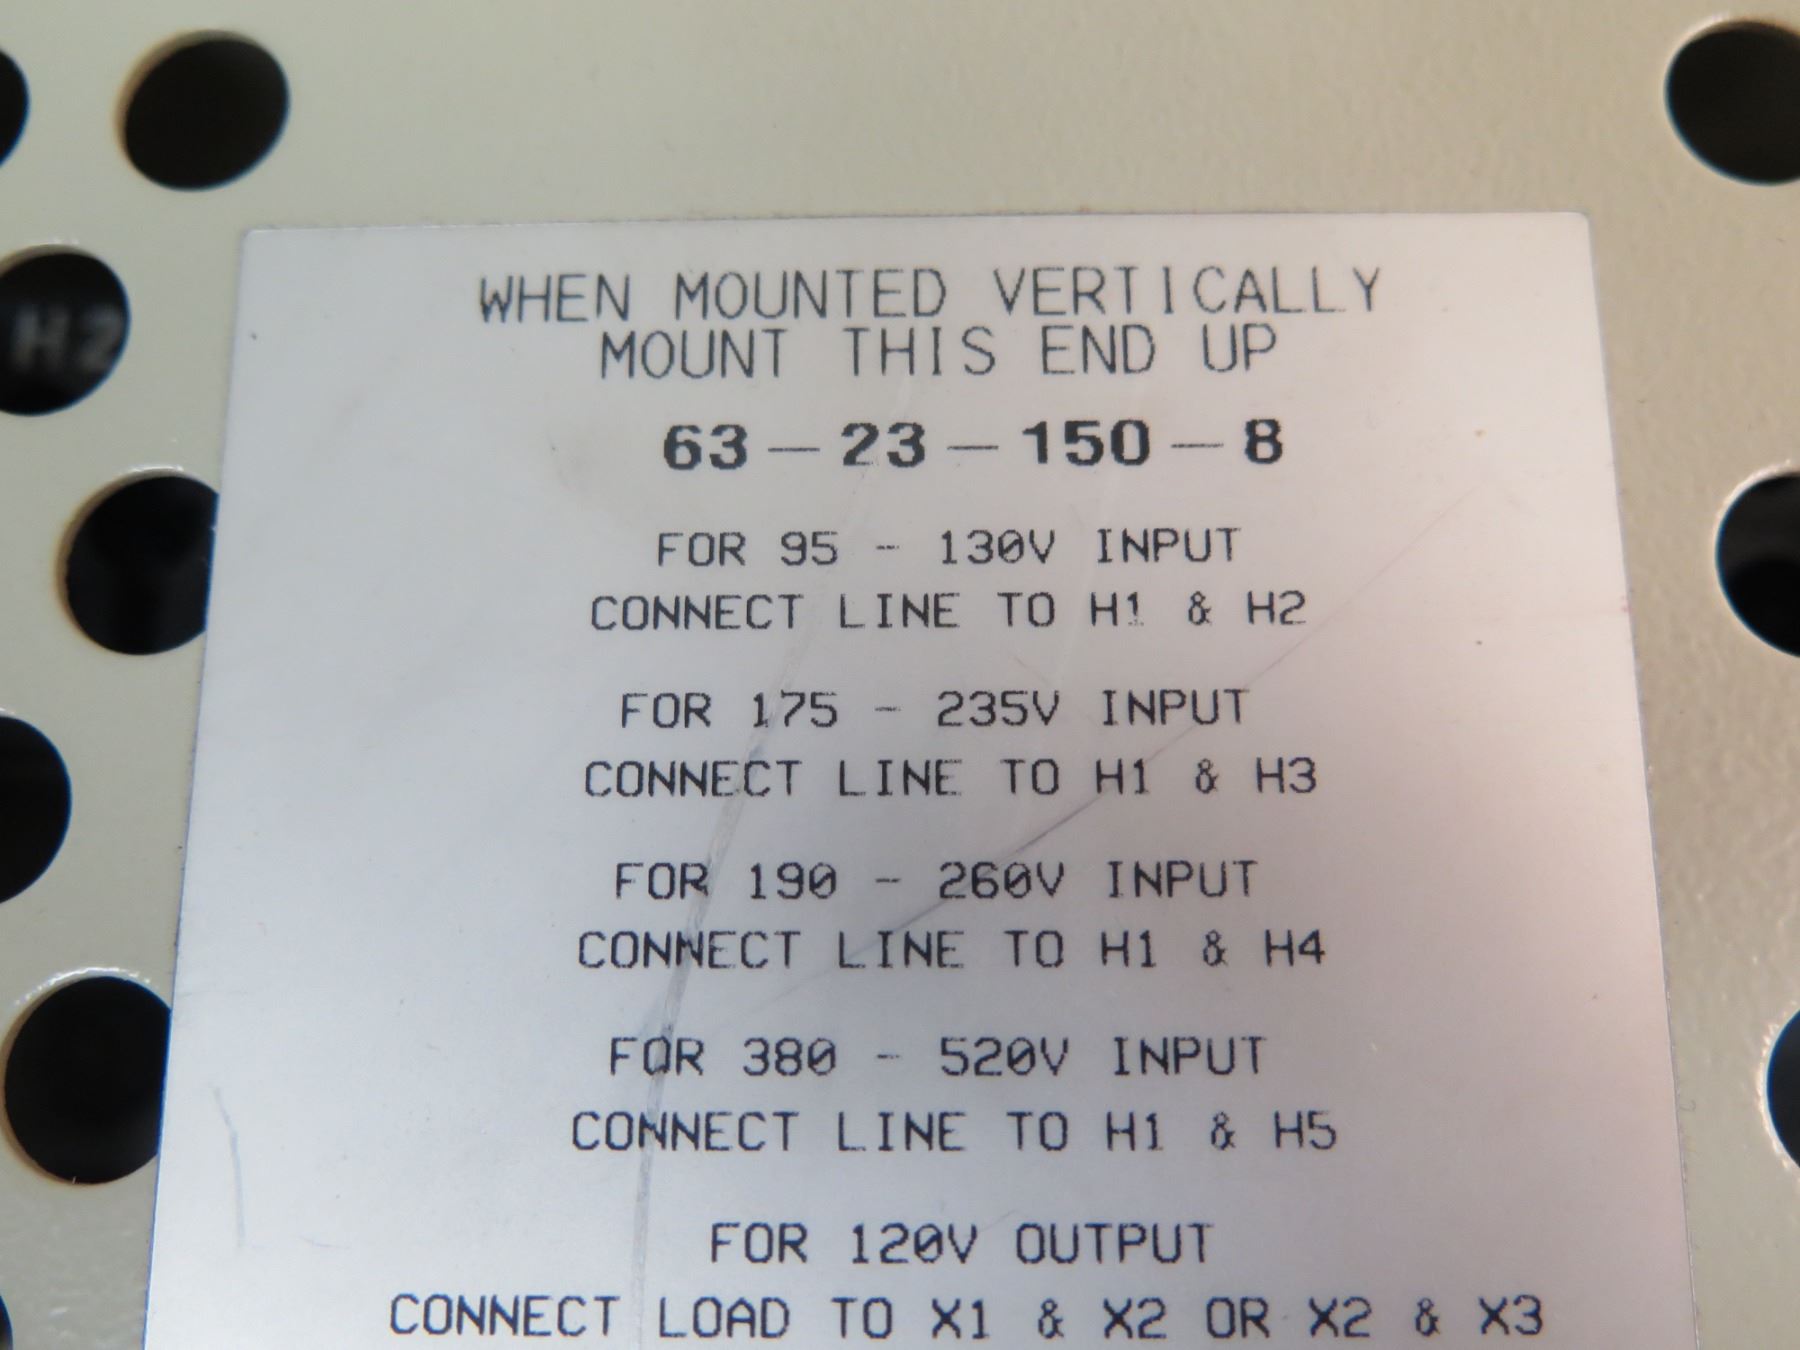 WHEN MOUNTED VERTICALLY
MOUNT THIS END UP
63-23-150-8
FOR 95 - 130V INPUT
CONNECT LINE TO H1 & H2
FOR 175 - 235V INPUT
CONNECT LINE TO H1 & H3
FOR 190 - 260V INPUT
CONNECT LINE TO H1 & H4
FOR 380 - 520V INPUT
CONNECT LINE TO H1 & H5
FOR 120V OUTPUT
CONNECT LOAD TO X1 & X2 OR X2 & X3
H2